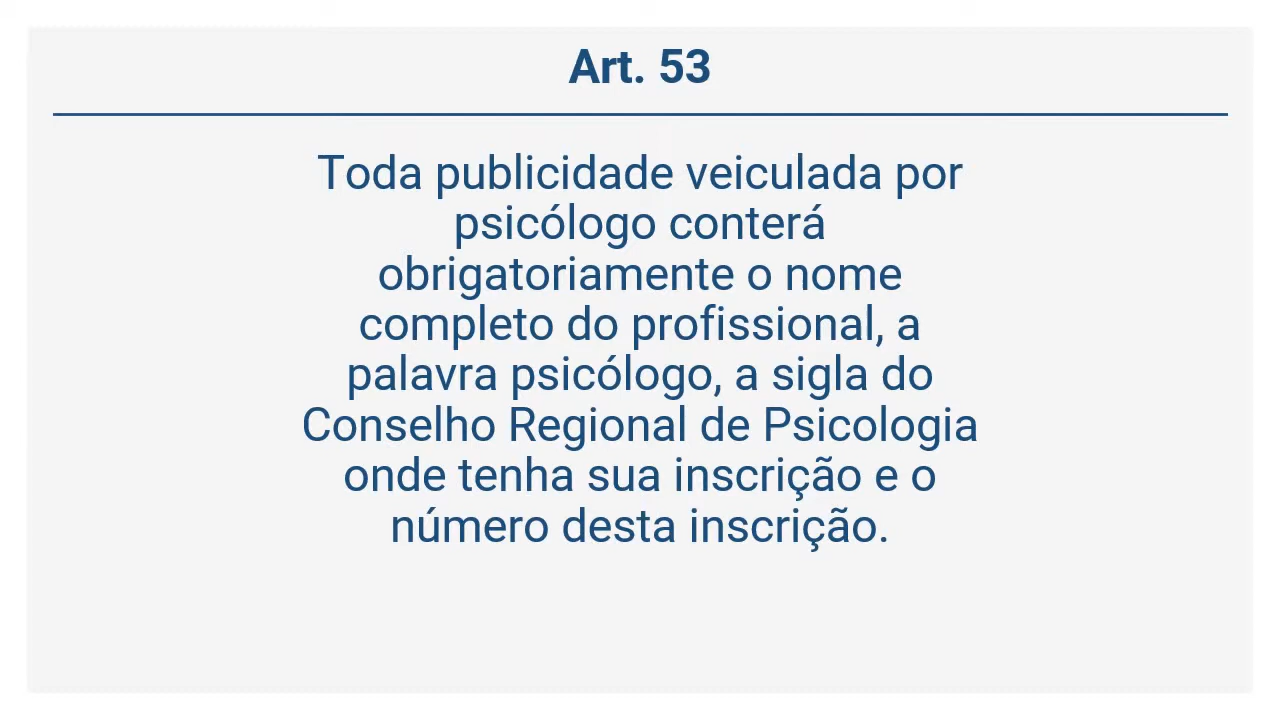 Art. 53
Toda publicidade veiculada por
psicólogo conterá
obrigatoriamente o nome
completo do profissional, a
palavra psicólogo, a sigla do
Conselho Regional de Psicologia
onde tenha sua inscrição e o
número desta inscrição.